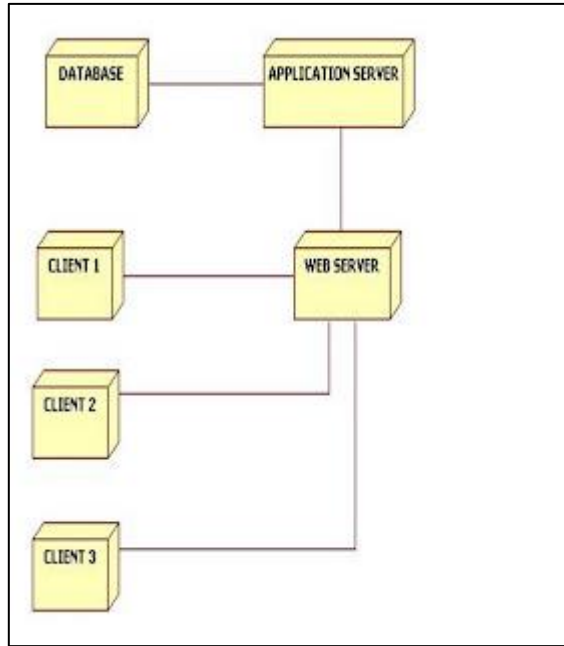 DATABASE
APPLICATION SERVER
CLIENT 1
WEB SERVER
CLIENT 2
CLIENT 3